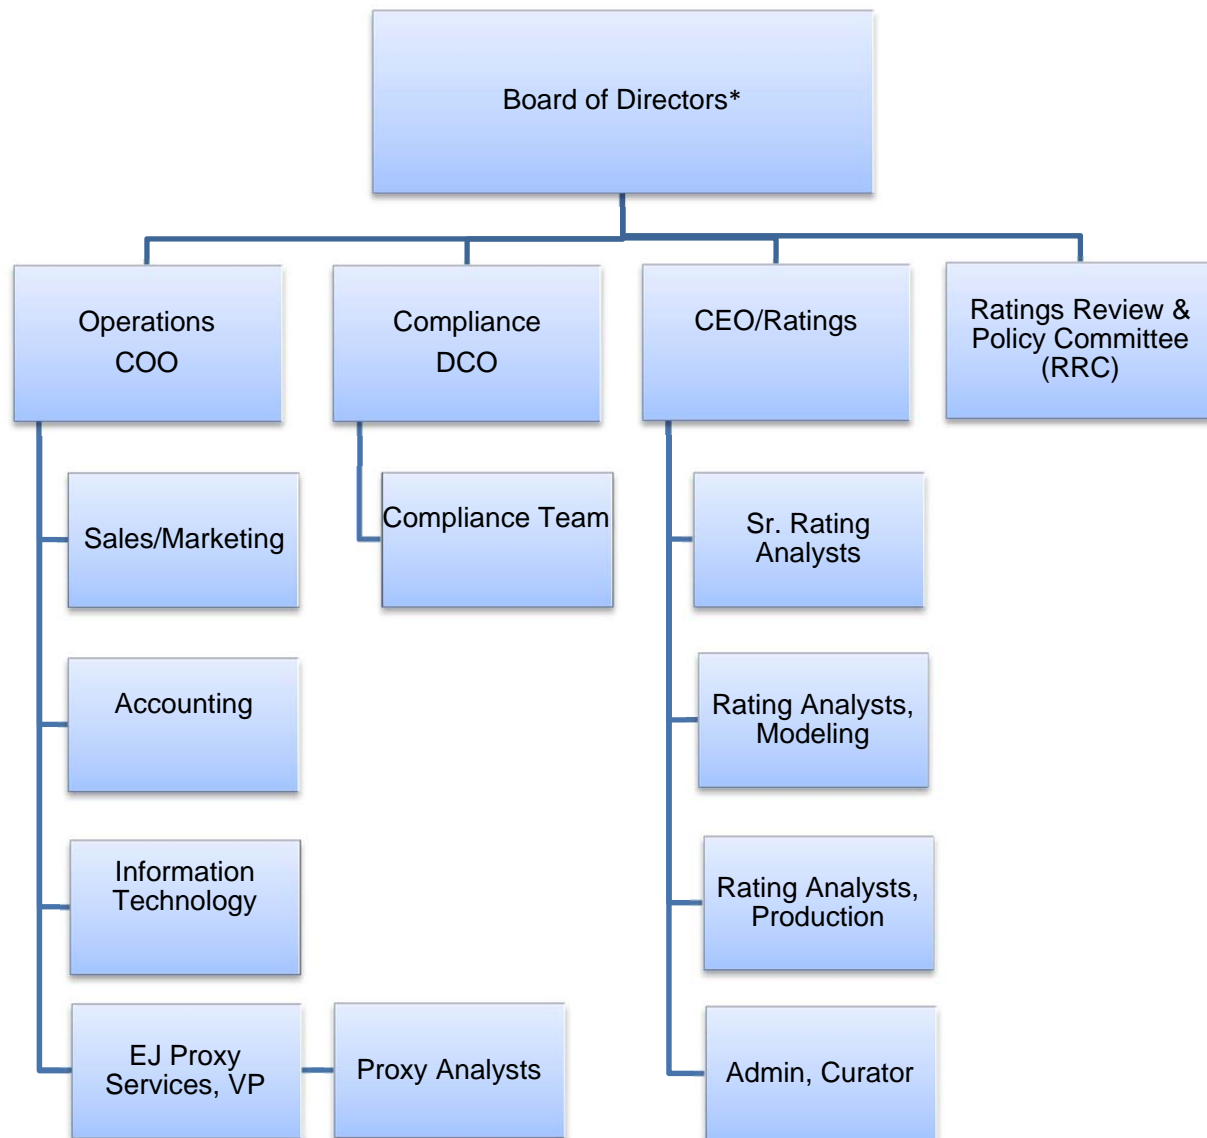 Board of Directors*
Operations
COO
Compliance
DCO
CEO/Ratings
Ratings Review &
Policy Committee
(RRC)
Sales/Marketing
Compliance Team
Sr. Rating
Analysts
Accounting
Rating Analysts,
Modeling
Information
Technology
Rating Analysts,
Production
EJ Proxy
Services, VP
Proxy Analysts
Admin, Curator